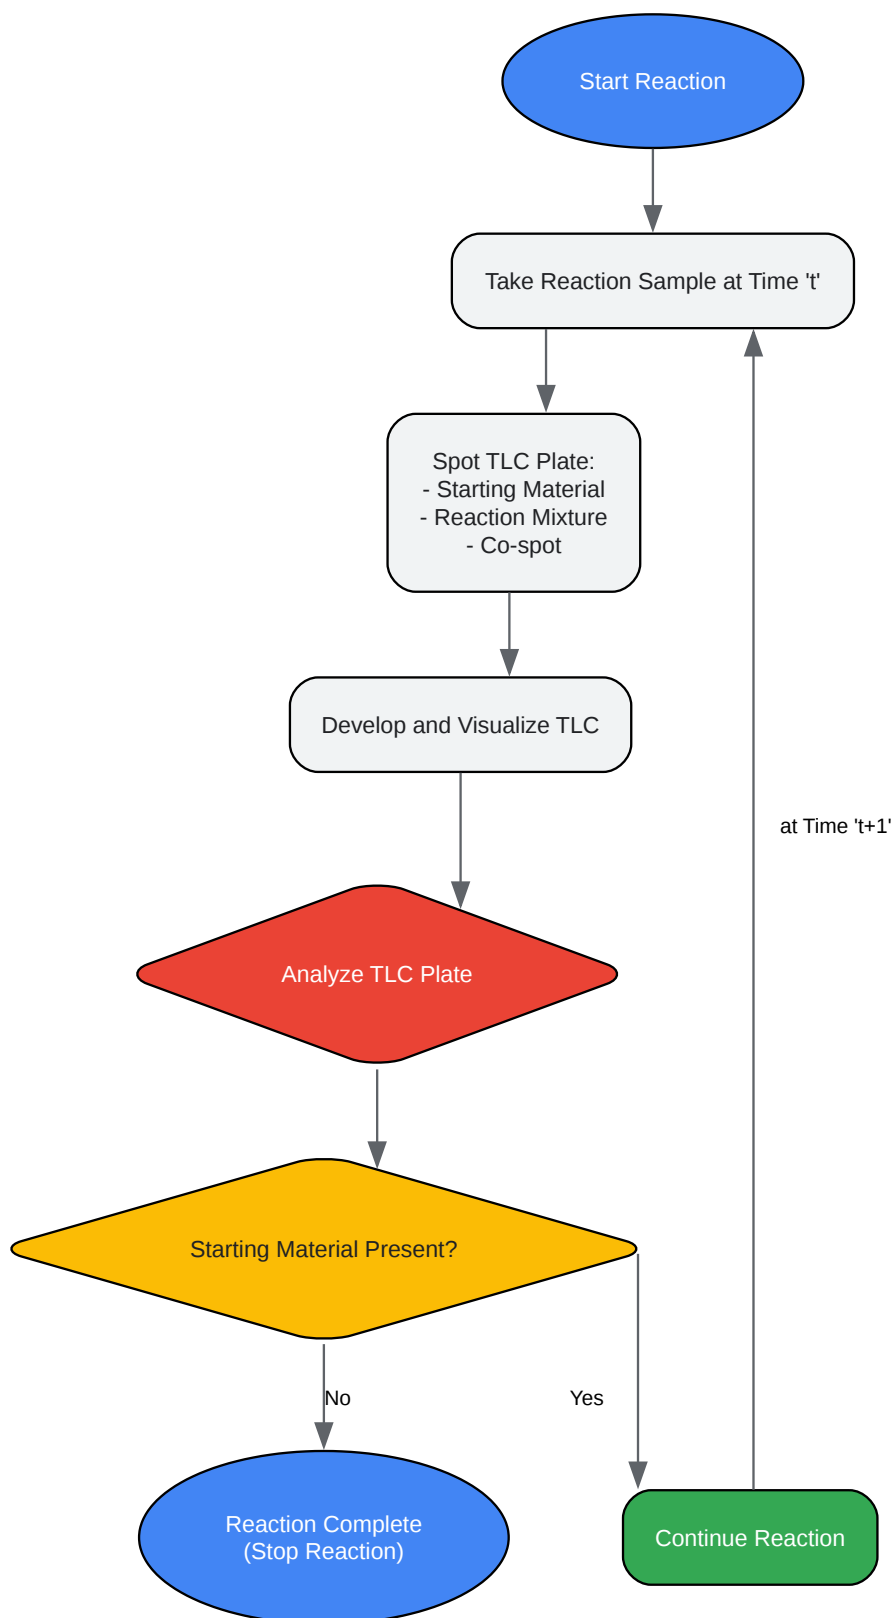 Start Reaction
Take Reaction Sample at Time 't'
Spot TLC Plate:
- Starting Material
- Reaction Mixture
- Co-spot
Develop and Visualize TLC
at Time 't+1'
Analyze TLC Plate
Starting Material Present?
No
Yes
Reaction Complete
(Stop Reaction)
Continue Reaction